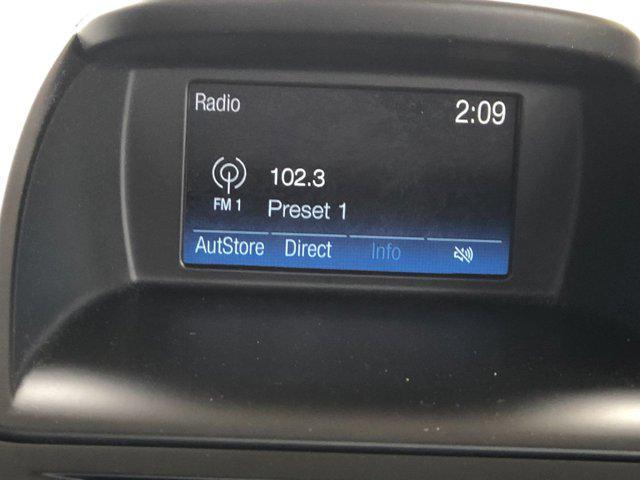 Radio 2:09
102.3
FM 1 Preset 1
AutStore Direct Info